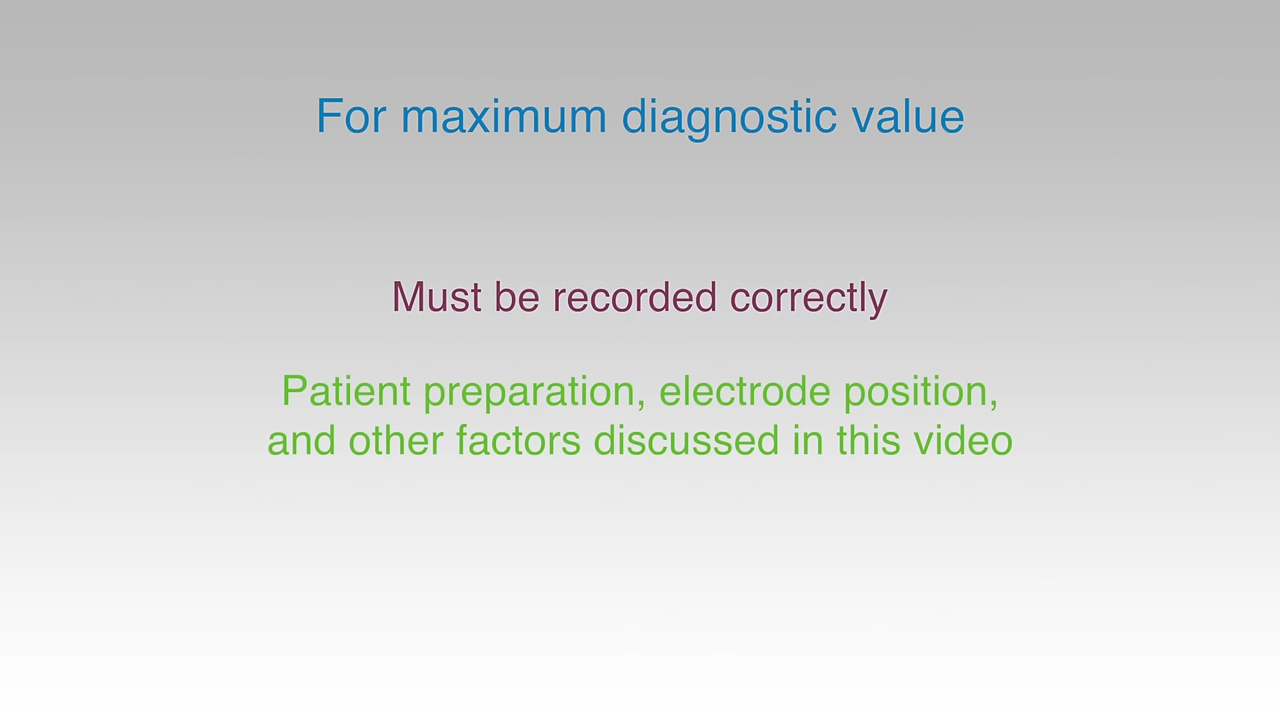 For maximum diagnostic value
Must be recorded correctly
Patient preparation, electrode position,
and other factors discussed in this video